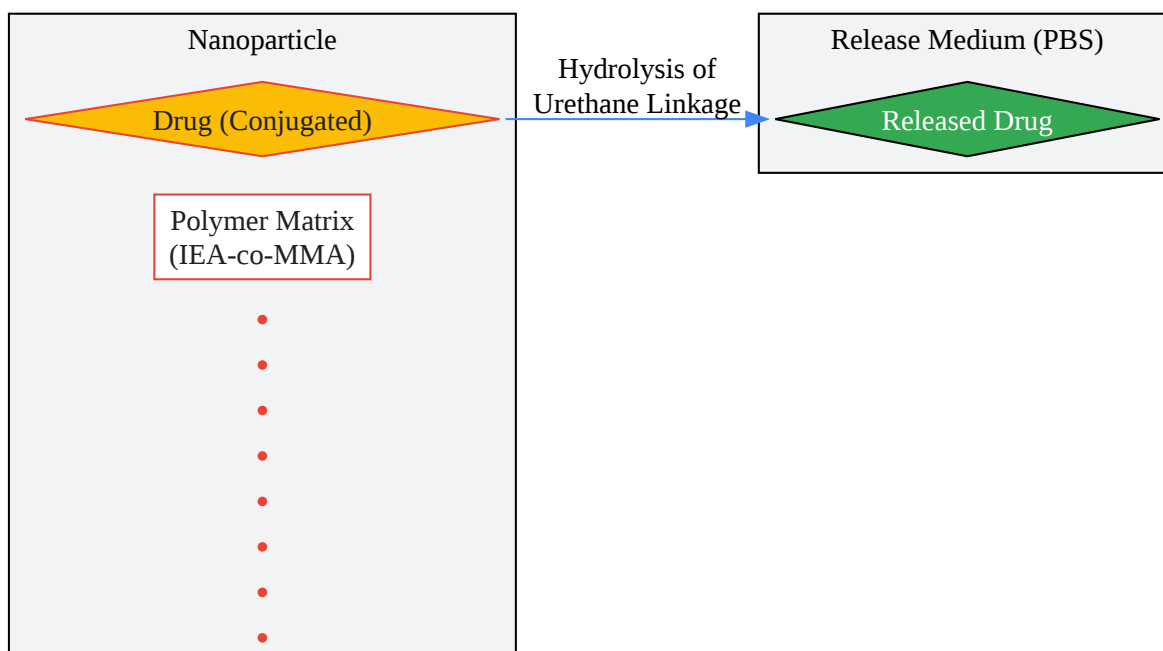 Nanoparticle
Drug (Conjugated)
Polymer Matrix
(IEA-co-MMA)
Hydrolysis of
Urethane Linkage
Release Medium (PBS)
Released Drug